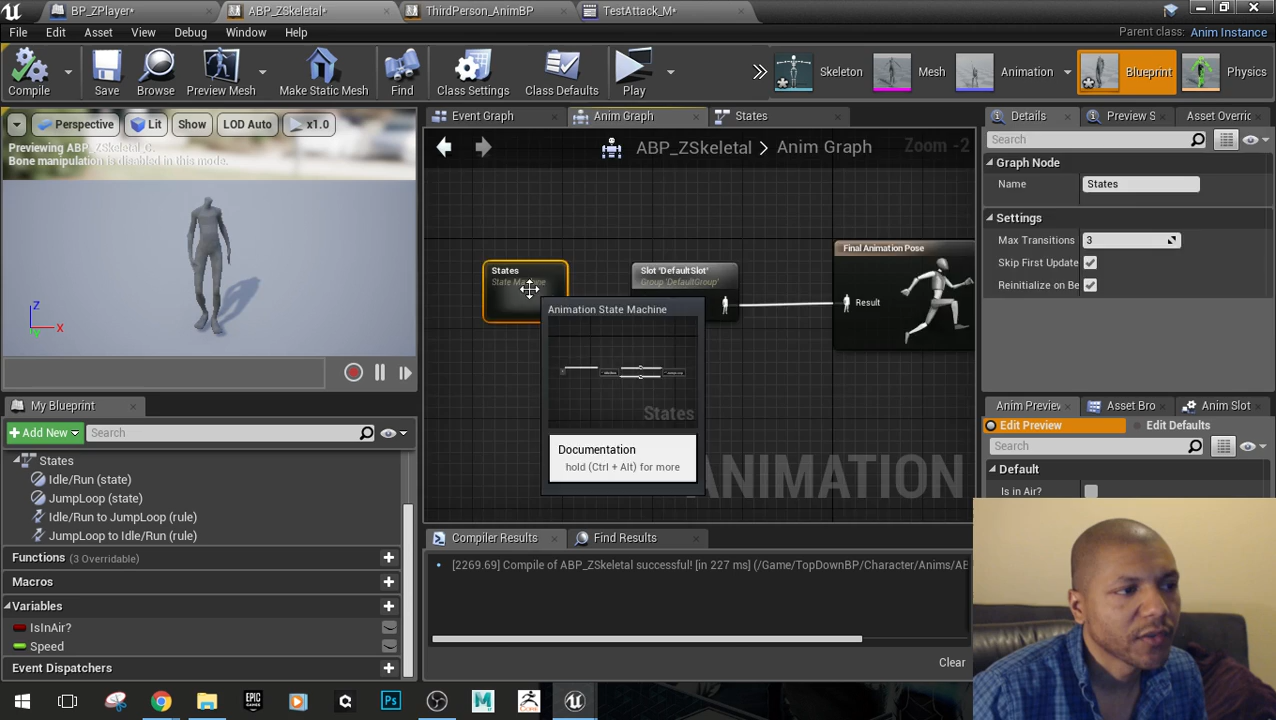 BP_ZPlayer*
ABP_ZSkeletal*
ThirdPerson_AnimBP
TestAttack_M*
File Edit Asset View Debug Window Help
Parent class: Anim Instance
Compile
Save
Browse
Preview Mesh
Make Static Mesh
Find
Class Settings
Class Defaults
Play
Skeleton
Mesh
Animation
Blueprint
Physics
Perspective
Lit
Show
LOD Auto
x1.0
Previewing ABP_ZSkeletal_C.
Bone manipulation is disabled in this mode.
Z
X
Event Graph
Anim Graph
States
ABP_ZSkeletal > Anim Graph
Zoom -2
States
State Machine
Slot 'DefaultSlot'
Group 'DefaultGroup'
Final Animation Pose
Result
Animation State Machine
States
Documentation
hold (Ctrl + Alt) for more
ANIMATION
Details
Preview S
Asset Overric
Search
Graph Node
Name
States
Settings
Max Transitions
3
Skip First Update
Reinitialize on Be
My Blueprint
Add New
Search
States
Idle/Run (state)
JumpLoop (state)
Idle/Run to JumpLoop (rule)
JumpLoop to Idle/Run (rule)
Functions (3 Overridable)
Macros
Variables
IsInAir?
Speed
Event Dispatchers
Compiler Results
Find Results
[2269.69] Compile of ABP_ZSkeletal successful! [in 227 ms] (/Game/TopDownBP/Character/Anims/AB
Clear
Anim Preview
Asset Bro
Anim Slot
Edit Preview
Edit Defaults
Search
Default
Is in Air?